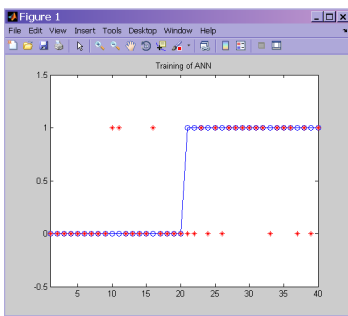 Figure 1
File Edit View Insert Tools Desktop Window Help
Training of ANN
1.5
1
0.5
0
-0.5
5 10 15 20 25 30 35 40